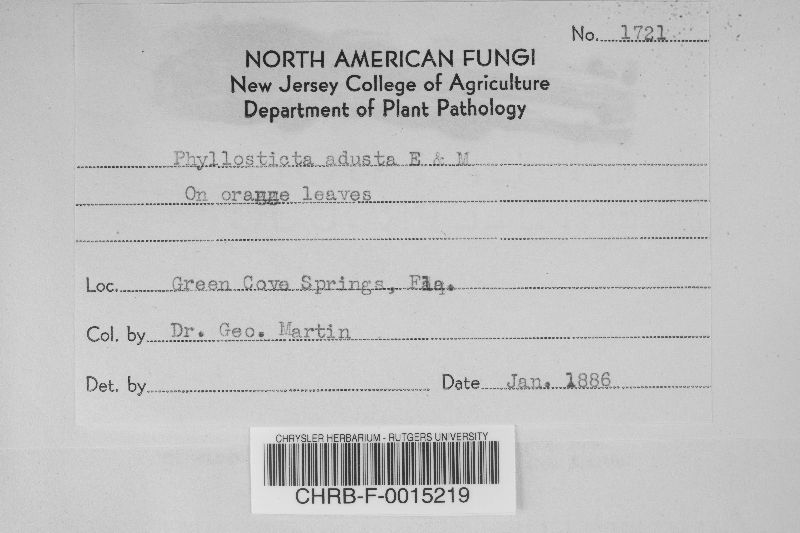 No. 1721
NORTH AMERICAN FUNGI
New Jersey College of Agriculture
Department of Plant Pathology
Phyllosticta adusta E & M
On orange leaves
Loc. Green Cove Springs, Fla.
Col. by Dr. Geo. Martin
Det. by
Date Jan. 1886
CHRYSLER HERBARIUM - RUTGERS UNIVERSITY
CHRB-F-0015219